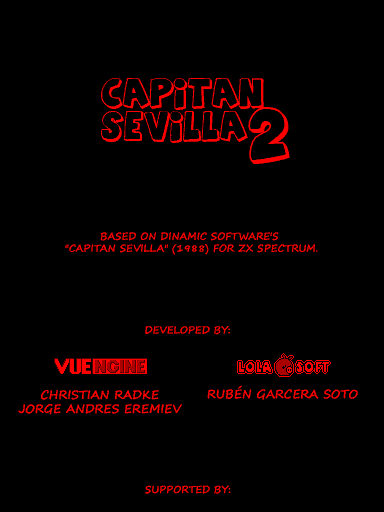 CAPITAN
SEVILLA 2
BASED ON DINAMIC SOFTWARE'S
"CAPITAN SEVILLA" (1988) FOR ZX SPECTRUM.
DEVELOPED BY:
VUENGINE
LOLA SOFT
CHRISTIAN RADKE
JORGE ANDRES EREMIEV
RUBÉN GARCERA SOTO
SUPPORTED BY: